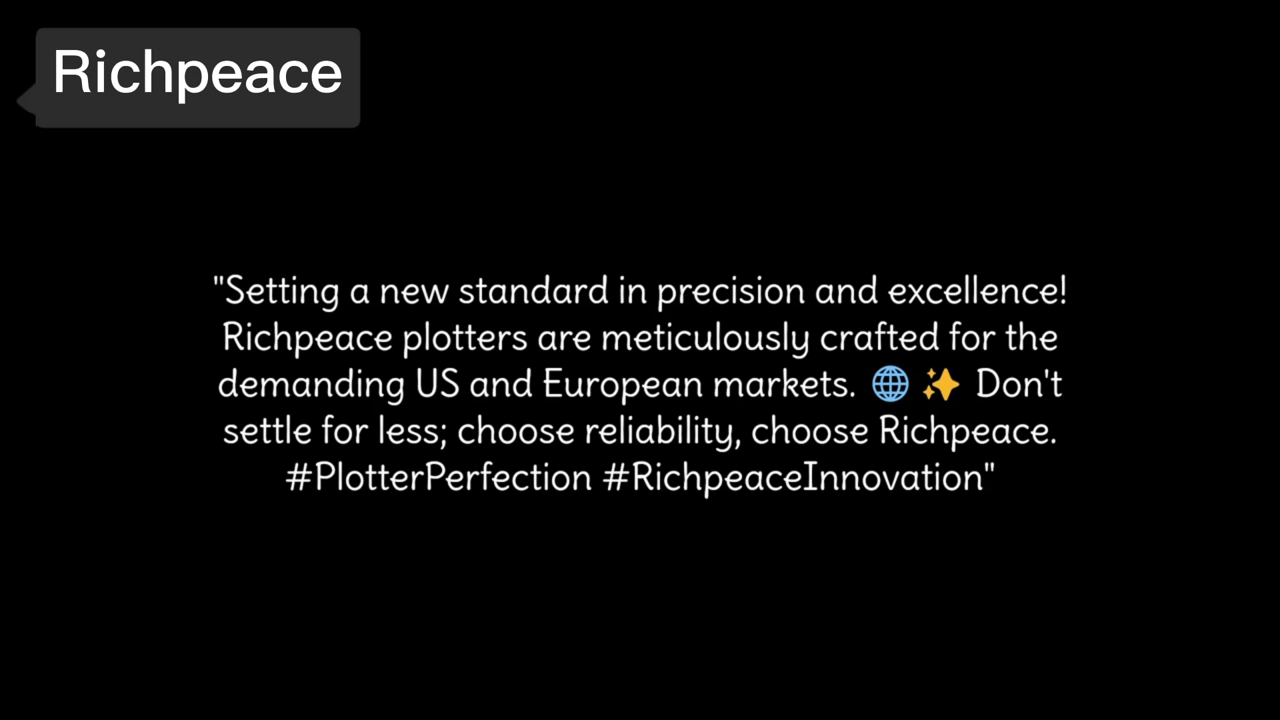 Richpeace
"Setting a new standard in precision and excellence!
Richpeace plotters are meticulously crafted for the
demanding US and European markets. 🌐 ✨ Don't
settle for less; choose reliability, choose Richpeace.
#PlotterPerfection #RichpeaceInnovation"